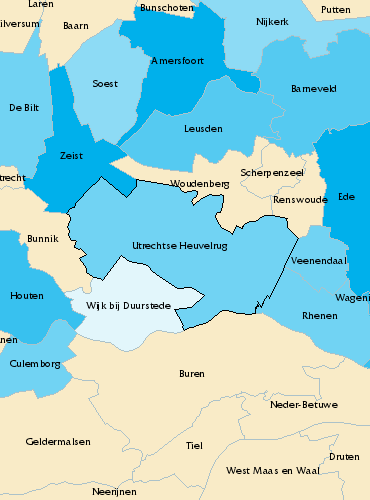 Laren
Bunschoten
Putten
ilversum
Baarn
Nijkerk
Amersfoort
Soest
Barneveld
De Bilt
Leusden
Zeist
Scherpenzeel
trecht
Woudenberg
Renswoude
Ede
Bunnik
Utrechtse Heuvelrug
Veenendaal
Houten
Wageni
Wijk bij Duurstede
Rhenen
nen
Culemborg
Buren
Neder-Betuwe
Geldermalsen
Tiel
Druten
West Maas en Waal
Neerijnen